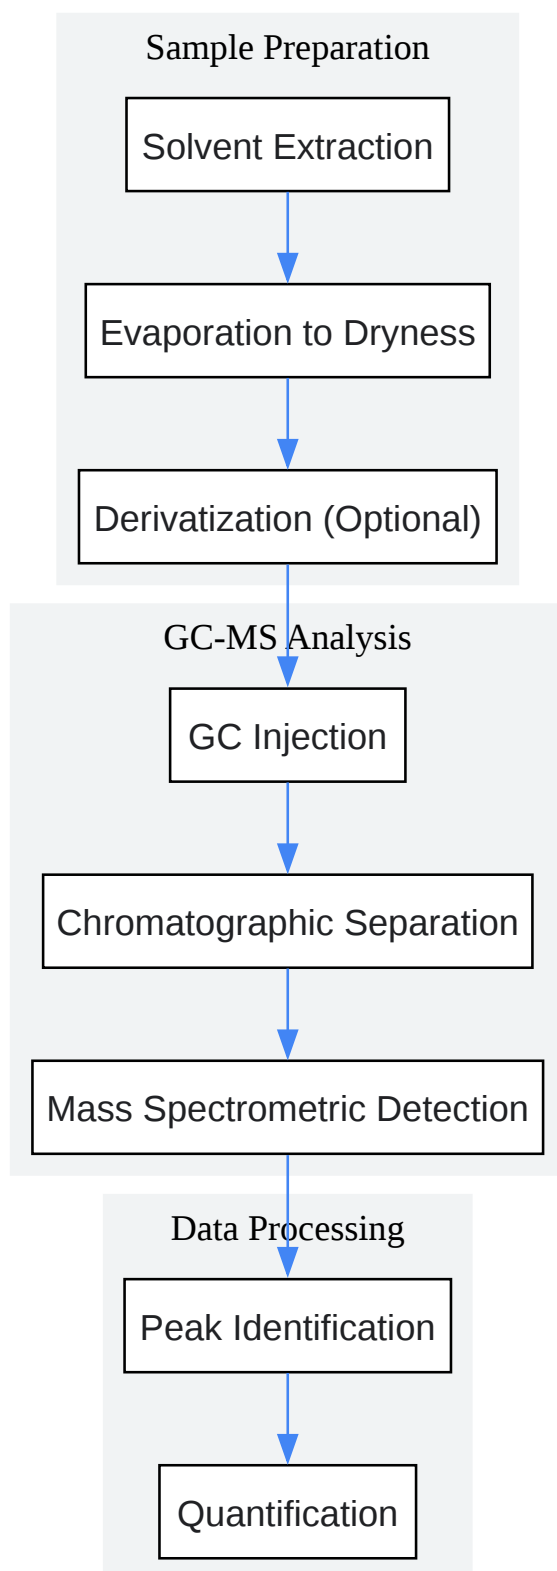 Sample Preparation
Solvent Extraction
Evaporation to Dryness
Derivatization (Optional)
GC-MS Analysis
GC Injection
Chromatographic Separation
Mass Spectrometric Detection
Data Processing
Peak Identification
Quantification